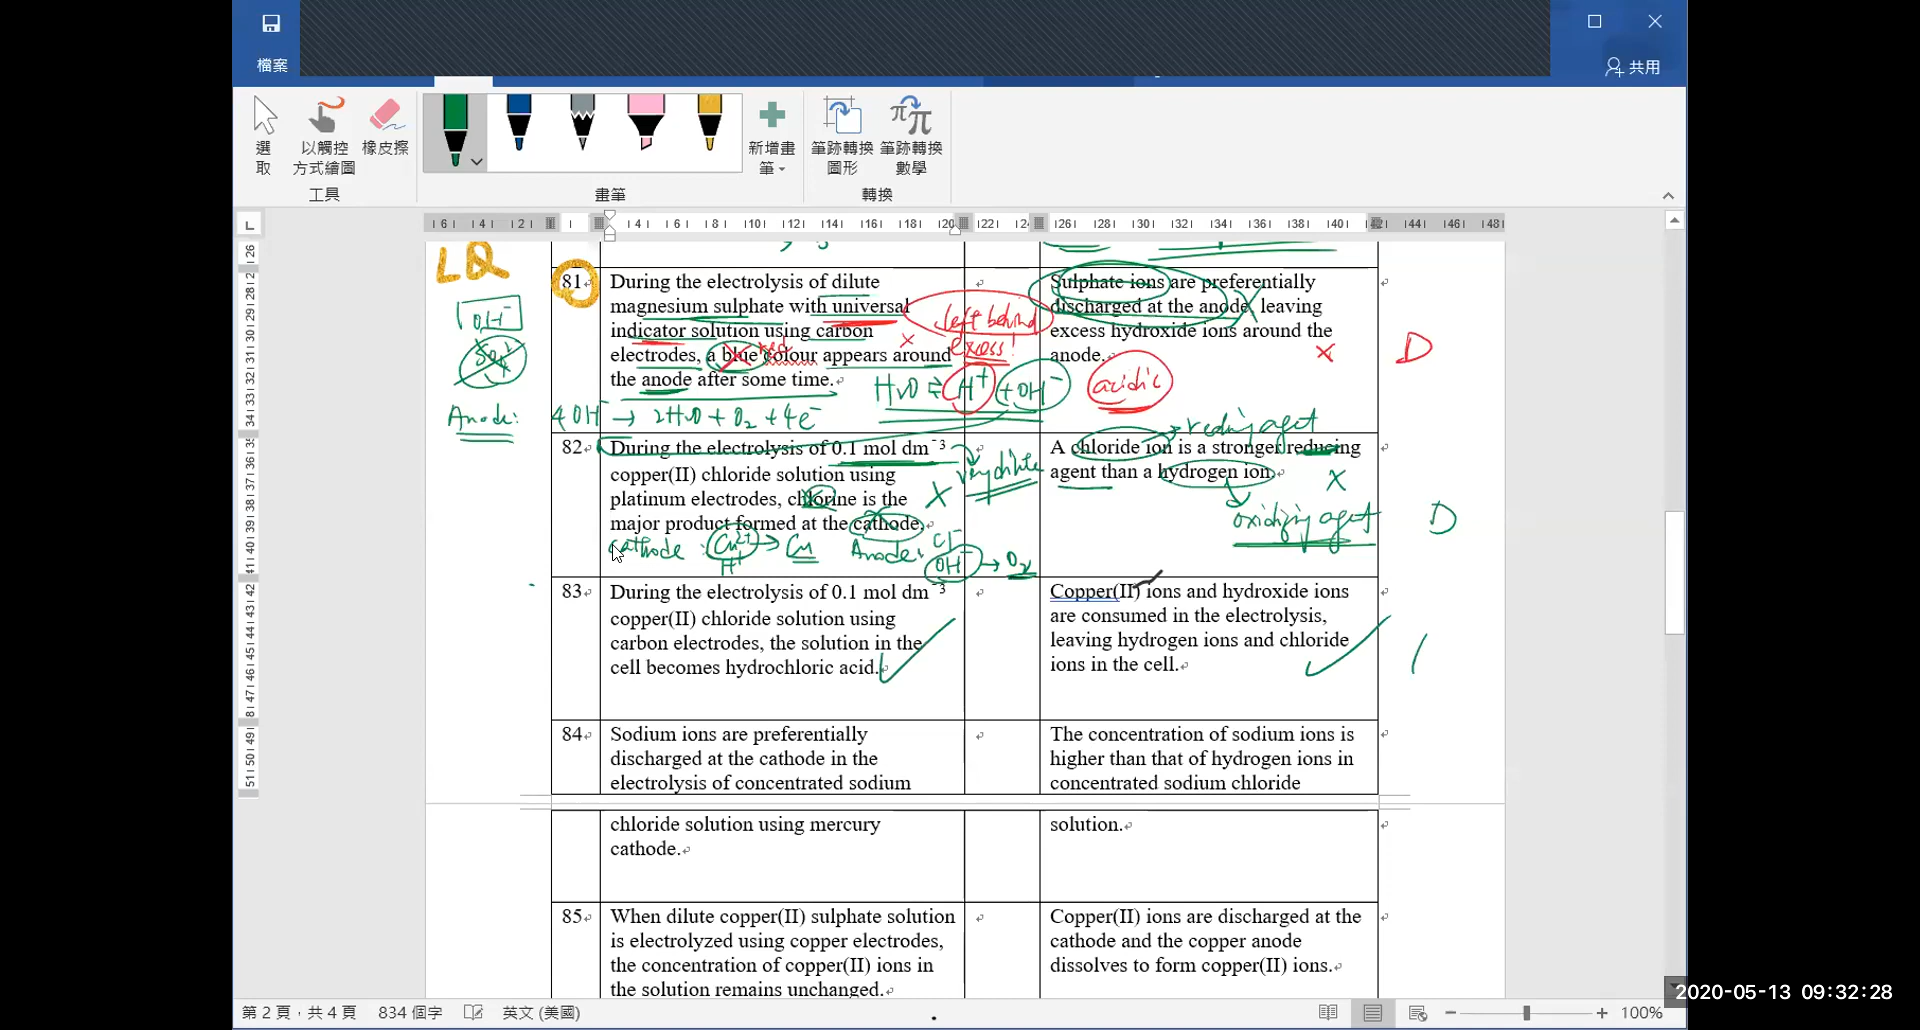 檔案
共用
選取
以觸控方式繪圖
橡皮擦
新增畫筆
筆跡轉換圖形
筆跡轉換數學
工具
畫筆
轉換
LQ
81
During the electrolysis of dilute
magnesium sulphate with universal
indicator solution using carbon
electrodes, a blue colour appears around
the anode after some time.
red
left behind
excess!
H₂O ⇌ H⁺ + OH⁻
Sulphate ions are preferentially
discharged at the anode, leaving
excess hydroxide ions around the
anode.
acidic
D
OH⁻
SO₄²⁻
Anode: 4OH⁻ → 2H₂O + O₂ + 4e⁻
82
During the electrolysis of 0.1 mol dm⁻³
copper(II) chloride solution using
platinum electrodes, chlorine is the
major product formed at the cathode.
very dilute
cathode : Cu²⁺ → Cu
H⁺
Anode: Cl⁻
OH⁻ → O₂
A chloride ion is a stronger reducing
agent than a hydrogen ion.
reducing agent
oxidizing agent
D
83
During the electrolysis of 0.1 mol dm⁻³
copper(II) chloride solution using
carbon electrodes, the solution in the
cell becomes hydrochloric acid.
Copper(II) ions and hydroxide ions
are consumed in the electrolysis,
leaving hydrogen ions and chloride
ions in the cell.
84
Sodium ions are preferentially
discharged at the cathode in the
electrolysis of concentrated sodium
chloride solution using mercury
cathode.
The concentration of sodium ions is
higher than that of hydrogen ions in
concentrated sodium chloride
solution.
85
When dilute copper(II) sulphate solution
is electrolyzed using copper electrodes,
the concentration of copper(II) ions in
the solution remains unchanged.
Copper(II) ions are discharged at the
cathode and the copper anode
dissolves to form copper(II) ions.
第 2 頁，共 4 頁 834 個字 英文 (美國) 100%
2020-05-13 09:32:28